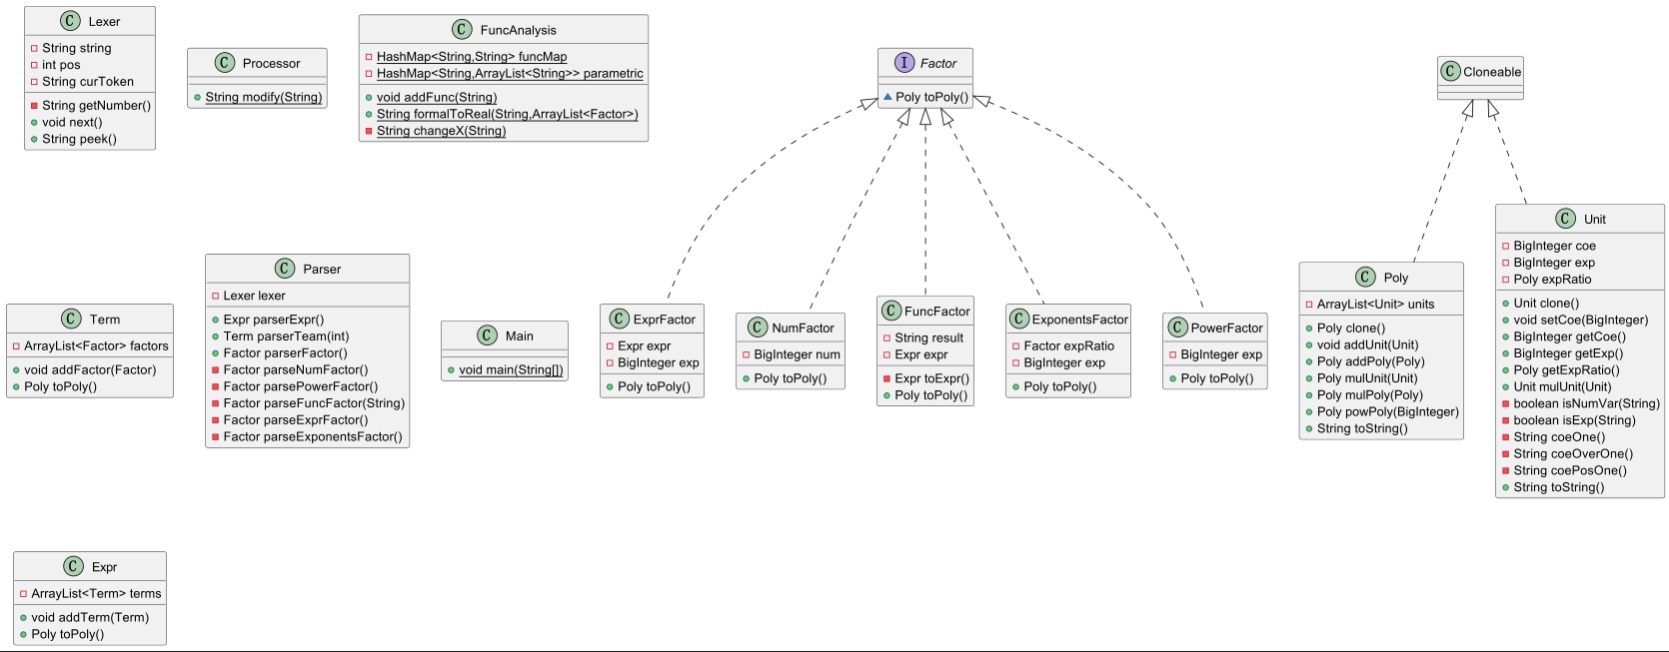 Lexer
String string
int pos
String curToken
String getNumber()
void next()
String peek()
Processor
String modify(String)
FuncAnalysis
HashMap<String,String> funcMap
HashMap<String,ArrayList<String>> parametric
void addFunc(String)
String formalToReal(String,ArrayList<Factor>)
String changeX(String)
Factor
Poly toPoly()
Cloneable
Term
ArrayList<Factor> factors
void addFactor(Factor)
Poly toPoly()
Parser
Lexer lexer
Expr parserExpr()
Term parserTeam(int)
Factor parserFactor()
Factor parseNumFactor()
Factor parsePowerFactor()
Factor parseFuncFactor(String)
Factor parseExprFactor()
Factor parseExponentsFactor()
Main
void main(String[])
ExprFactor
Expr expr
BigInteger exp
Poly toPoly()
NumFactor
BigInteger num
Poly toPoly()
FuncFactor
String result
Expr expr
Expr toExpr()
Poly toPoly()
ExponentsFactor
Factor expRatio
BigInteger exp
Poly toPoly()
PowerFactor
BigInteger exp
Poly toPoly()
Poly
ArrayList<Unit> units
Poly clone()
void addUnit(Unit)
Poly addPoly(Poly)
Poly mulUnit(Unit)
Poly mulPoly(Poly)
Poly powPoly(BigInteger)
String toString()
Unit
BigInteger coe
BigInteger exp
Poly expRatio
Unit clone()
void setCoe(BigInteger)
BigInteger getCoe()
BigInteger getExp()
Poly getExpRatio()
Unit mulUnit(Unit)
boolean isNumVar(String)
boolean isExp(String)
String coeOne()
String coeOverOne()
String coePosOne()
String toString()
Expr
ArrayList<Term> terms
void addTerm(Term)
Poly toPoly()